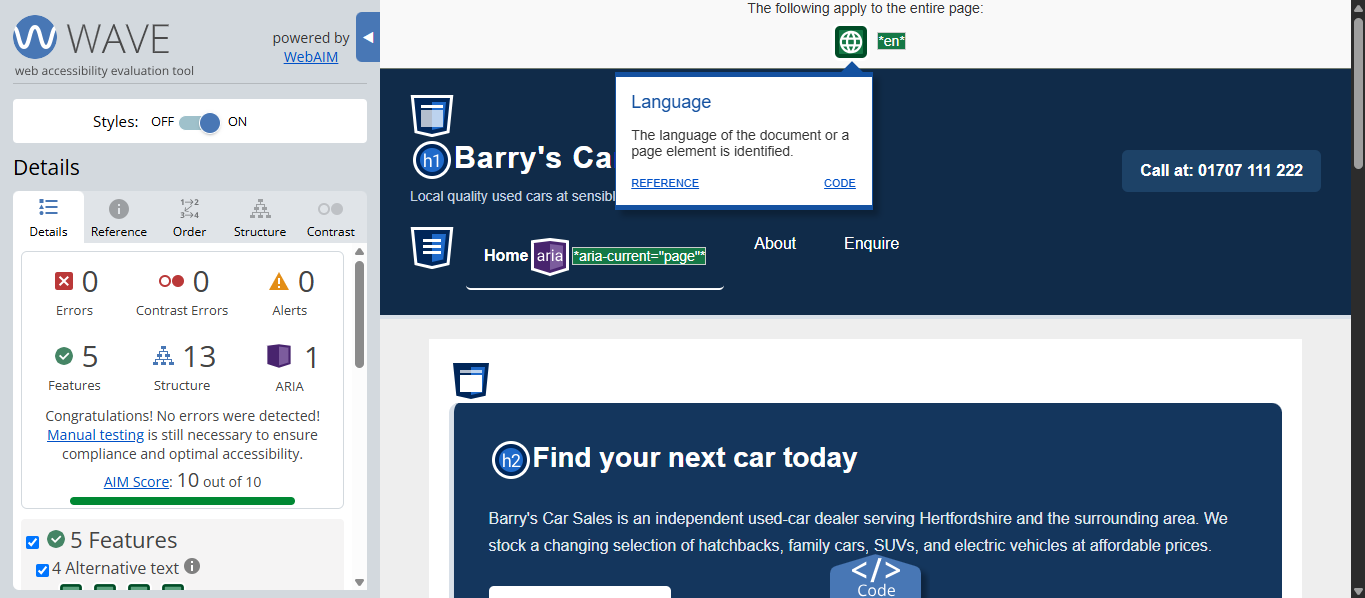 WAVE
web accessibility evaluation tool
powered by
WebAIM
Styles: OFF ON
Details
Details Reference Order Structure Contrast
0 0 0
Errors Contrast Errors Alerts
5 13 1
Features Structure ARIA
Congratulations! No errors were detected!
Manual testing is still necessary to ensure
compliance and optimal accessibility.
AIM Score: 10 out of 10
5 Features
4 Alternative text
The following apply to the entire page:
*en*
Language
The language of the document or a
page element is identified.
REFERENCE CODE
h1 Barry's Ca
Local quality used cars at sensibl
Call at: 01707 111 222
Home aria *aria-current="page"* About Enquire
h2 Find your next car today
Barry's Car Sales is an independent used-car dealer serving Hertfordshire and the surrounding area. We
stock a changing selection of hatchbacks, family cars, SUVs, and electric vehicles at affordable prices.
</>
Code